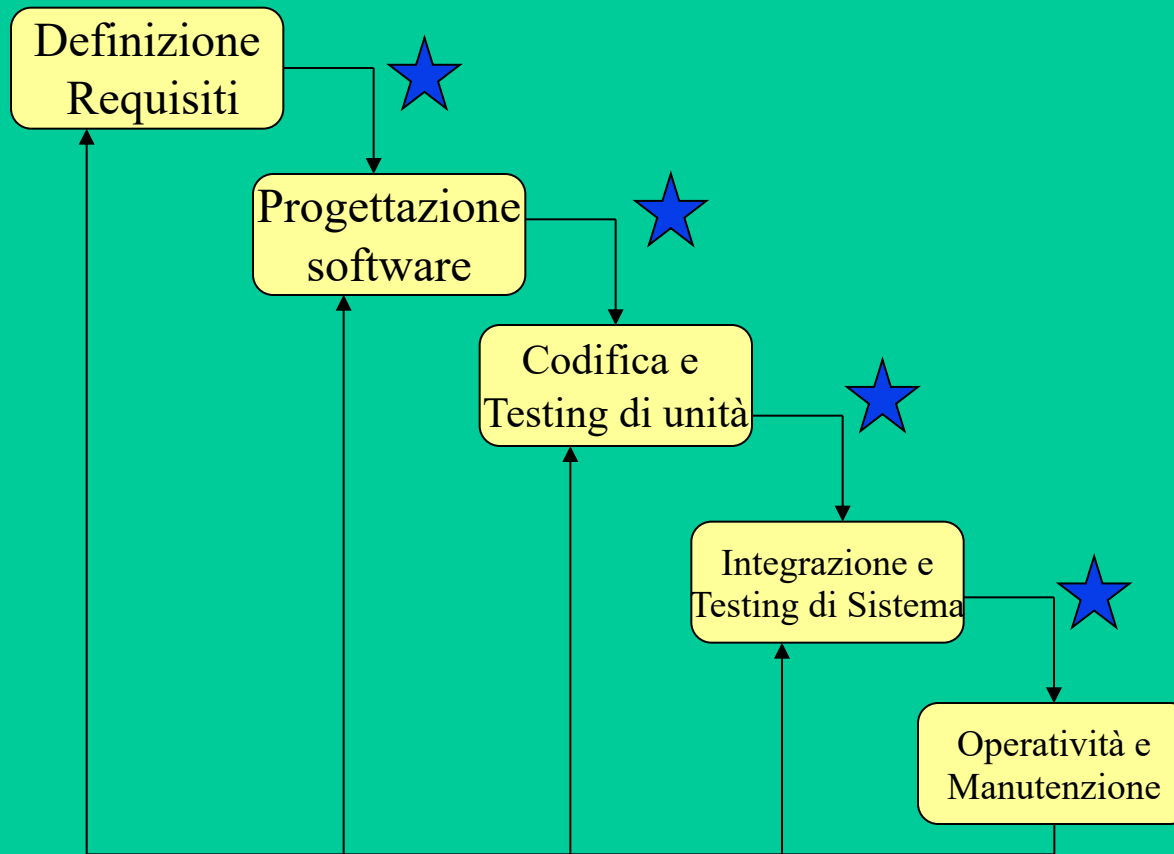 Definizione
Requisiti
Progettazione
software
Codifica e
Testing di unità
Integrazione e
Testing di Sistema
Operatività e
Manutenzione